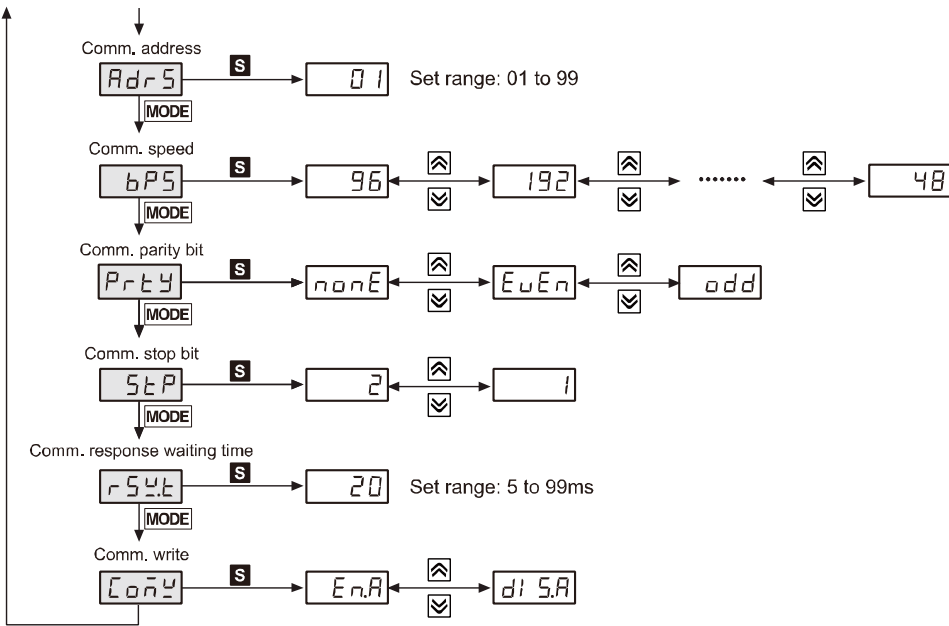 Comm. address
AdrS S 01 Set range: 01 to 99
MODE
Comm. speed
bPS S 96 192 ....... 48
MODE
Comm. parity bit
PrtY S nonE EvEn odd
MODE
Comm. stop bit
StP S 2 1
MODE
Comm. response waiting time
rSW.t S 20 Set range: 5 to 99ms
MODE
Comm. write
ComW S En.A dIS.A